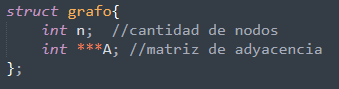 struct grafo{
    int n;  //cantidad de nodos
    int ***A; //matriz de adyacencia
};